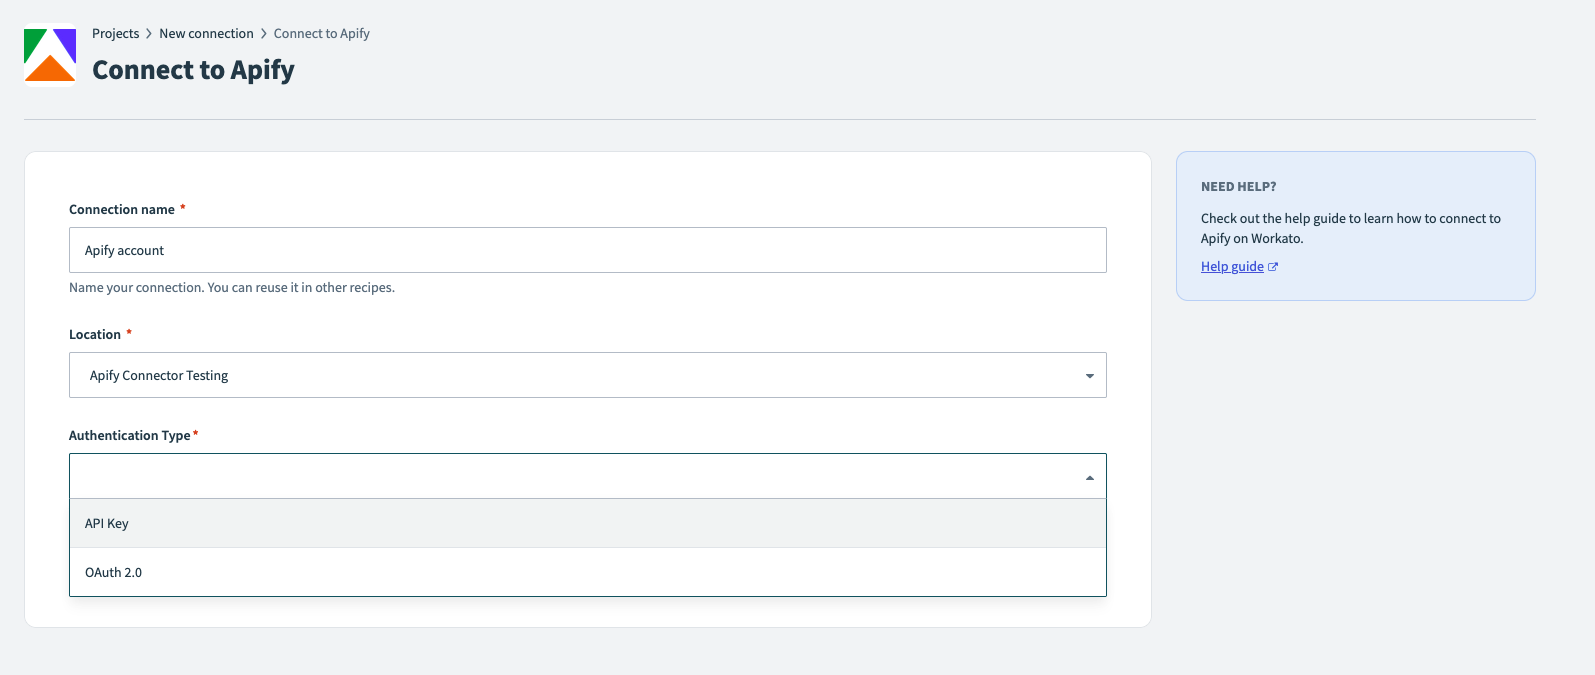 Projects > New connection > Connect to Apify
Connect to Apify
Connection name *
Apify account
Name your connection. You can reuse it in other recipes.
Location *
Apify Connector Testing
Authentication Type*
API Key
OAuth 2.0
NEED HELP?
Check out the help guide to learn how to connect to
Apify on Workato.
Help guide